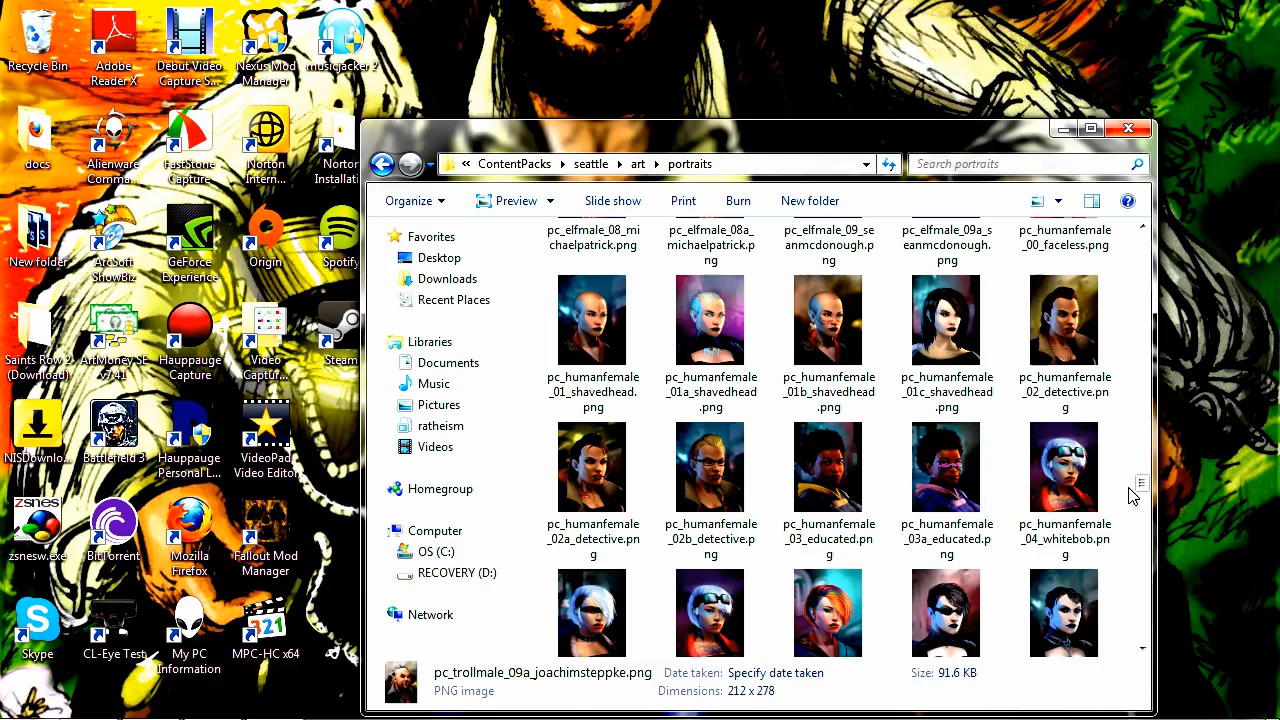 Recycle Bin
Adobe
Reader X
Debut Video
Capture S...
Nexus Mod
Manager
musicjacker 2
docs
Alienware
Comma...
FastStone
Capture
Norton
Intern...
Norton
Installati
New folder
ArcSoft
ShowBiz
GeForce
Experience
Origin
Spotify
Saints Row 2
(Download)
ArtMoney SE
v7.41
Hauppauge
Capture
Video
Captur...
Steam
NISDownlo...
Battlefield 3
Hauppauge
Personal L...
VideoPad
Video Editor
zsnes
zsnesw.exe
BitTorrent
Mozilla
Firefox
Fallout Mod
Manager
Skype
CL-Eye Test
My PC
Information
321
MPC-HC x64
« ContentPacks seattle art portraits
Search portraits
Organize Preview Slide show Print Burn New folder
Favorites
Desktop
Downloads
Recent Places
Libraries
Documents
Music
Pictures
ratheism
Videos
Homegroup
Computer
OS (C:)
RECOVERY (D:)
Network
pc_elfmale_08_mi
chaelpatrick.png
pc_elfmale_08a_
michaelpatrick.p
ng
pc_elfmale_09_se
anmcdonough.p
ng
pc_elfmale_09a_s
eanmcdonough.
png
pc_humanfemale
_00_faceless.png
pc_humanfemale
_01_shavedhead.
png
pc_humanfemale
_01a_shavedhead
.png
pc_humanfemale
_01b_shavedhead
.png
pc_humanfemale
_01c_shavedhead
.png
pc_humanfemale
_02_detective.pn
g
pc_humanfemale
_02a_detective.pn
g
pc_humanfemale
_02b_detective.pn
g
pc_humanfemale
_03_educated.pn
g
pc_humanfemale
_03a_educated.pn
g
pc_humanfemale
_04_whitebob.pn
g
pc_trollmale_09a_joachimsteppke.png
PNG image
Date taken: Specify date taken
Dimensions: 212 x 278
Size: 91.6 KB